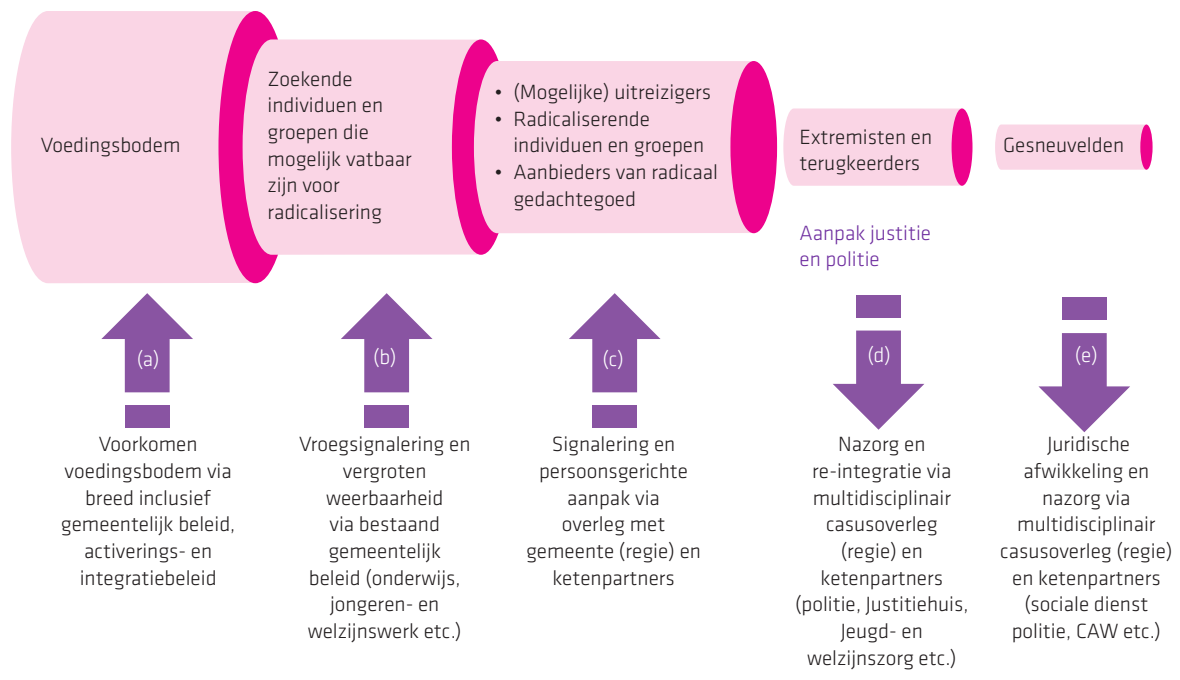 Voedingsbodem
Zoekende
individuen en
groepen die
mogelijk vatbaar
zijn voor
radicalisering
• (Mogelijke) uitreizigers
• Radicaliserende
individuen en groepen
• Aanbieders van radicaal
gedachtegoed
Extremisten en
terugkeerders
Gesneuvelden
Aanpak justitie
en politie
(a)
(b)
(c)
(d)
(e)
Voorkomen
voedingsbodem via
breed inclusief
gemeentelijk beleid,
activerings- en
integratiebeleid
Vroegsignalering en
vergroten
weerbaarheid
via bestaand
gemeentelijk
beleid (onderwijs,
jongeren- en
welzijnswerk etc.)
Signalering en
persoonsgerichte
aanpak via
overleg met
gemeente (regie) en
ketenpartners
Nazorg en
re-integratie via
multidisciplinair
casusoverleg
(regie) en
ketenpartners
(politie, Justitiehuis,
Jeugd- en
welzijnszorg etc.)
Juridische
afwikkeling en
nazorg via
multidisciplinair
casusoverleg (regie)
en ketenpartners
(sociale dienst
politie, CAW etc.)